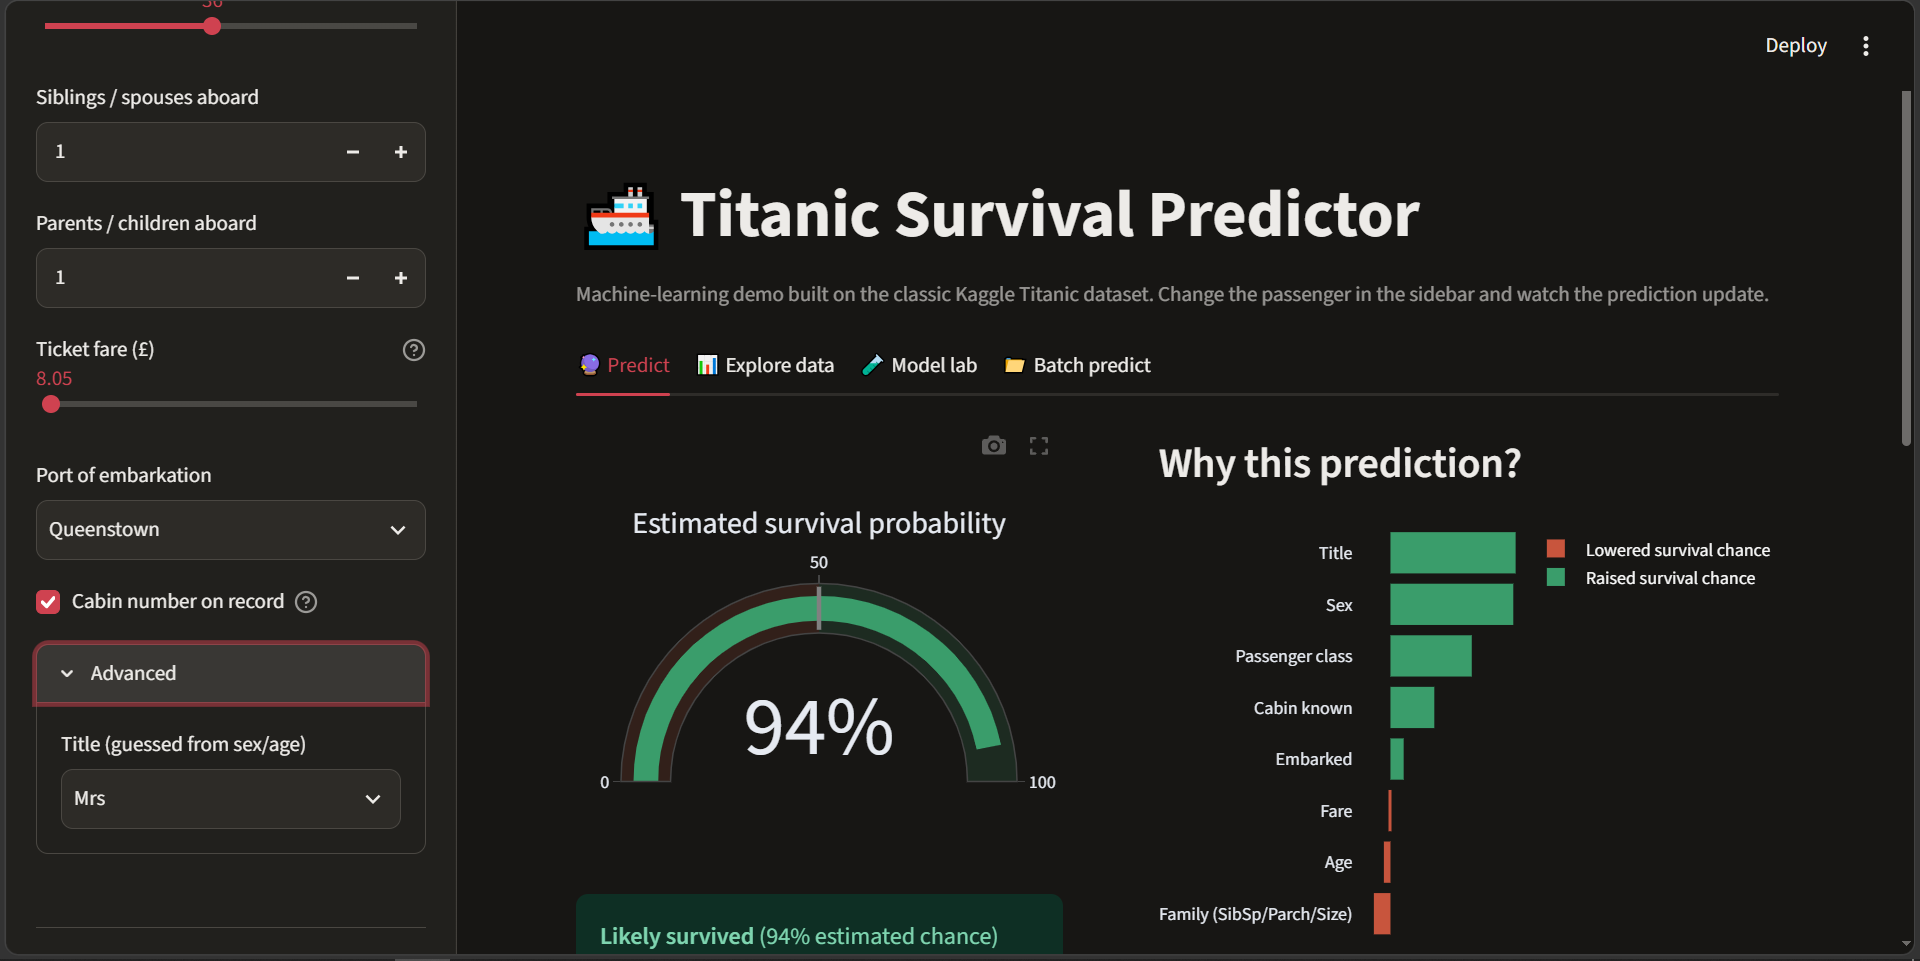 Siblings / spouses aboard
1
Parents / children aboard
1
Ticket fare (£)
8.05
Port of embarkation
Queenstown
Cabin number on record
Advanced
Title (guessed from sex/age)
Mrs
Deploy
Titanic Survival Predictor
Machine-learning demo built on the classic Kaggle Titanic dataset. Change the passenger in the sidebar and watch the prediction update.
Predict
Explore data
Model lab
Batch predict
Estimated survival probability
50
94%
0
100
Likely survived (94% estimated chance)
Why this prediction?
Title
Sex
Passenger class
Cabin known
Embarked
Fare
Age
Family (SibSp/Parch/Size)
Lowered survival chance
Raised survival chance